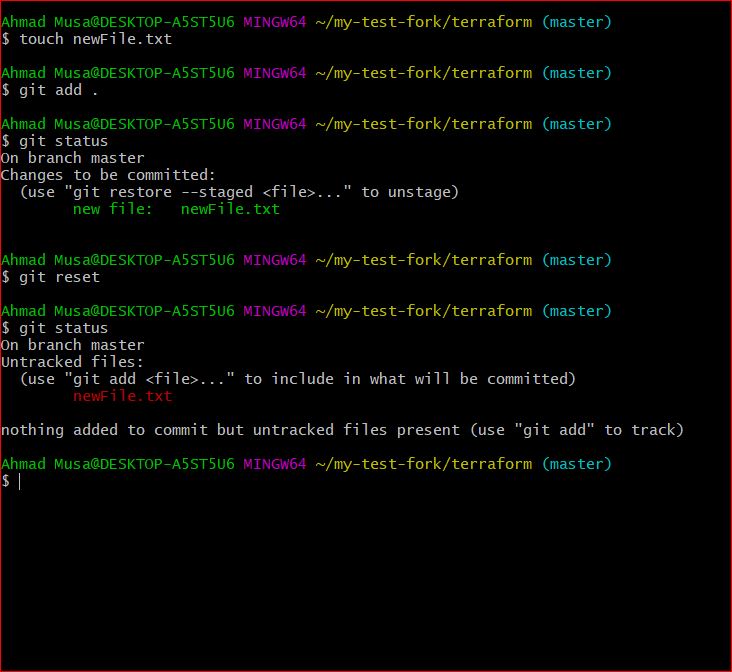 Ahmad Musa@DESKTOP-A5ST5U6 MINGW64 ~/my-test-fork/terraform (master)
$ touch newFile.txt
Ahmad Musa@DESKTOP-A5ST5U6 MINGW64 ~/my-test-fork/terraform (master)
$ git add .
Ahmad Musa@DESKTOP-A5ST5U6 MINGW64 ~/my-test-fork/terraform (master)
$ git status
On branch master
Changes to be committed:
  (use "git restore --staged <file>..." to unstage)
        new file:   newFile.txt
Ahmad Musa@DESKTOP-A5ST5U6 MINGW64 ~/my-test-fork/terraform (master)
$ git reset
Ahmad Musa@DESKTOP-A5ST5U6 MINGW64 ~/my-test-fork/terraform (master)
$ git status
On branch master
Untracked files:
  (use "git add <file>..." to include in what will be committed)
        newFile.txt
nothing added to commit but untracked files present (use "git add" to track)
Ahmad Musa@DESKTOP-A5ST5U6 MINGW64 ~/my-test-fork/terraform (master)
$